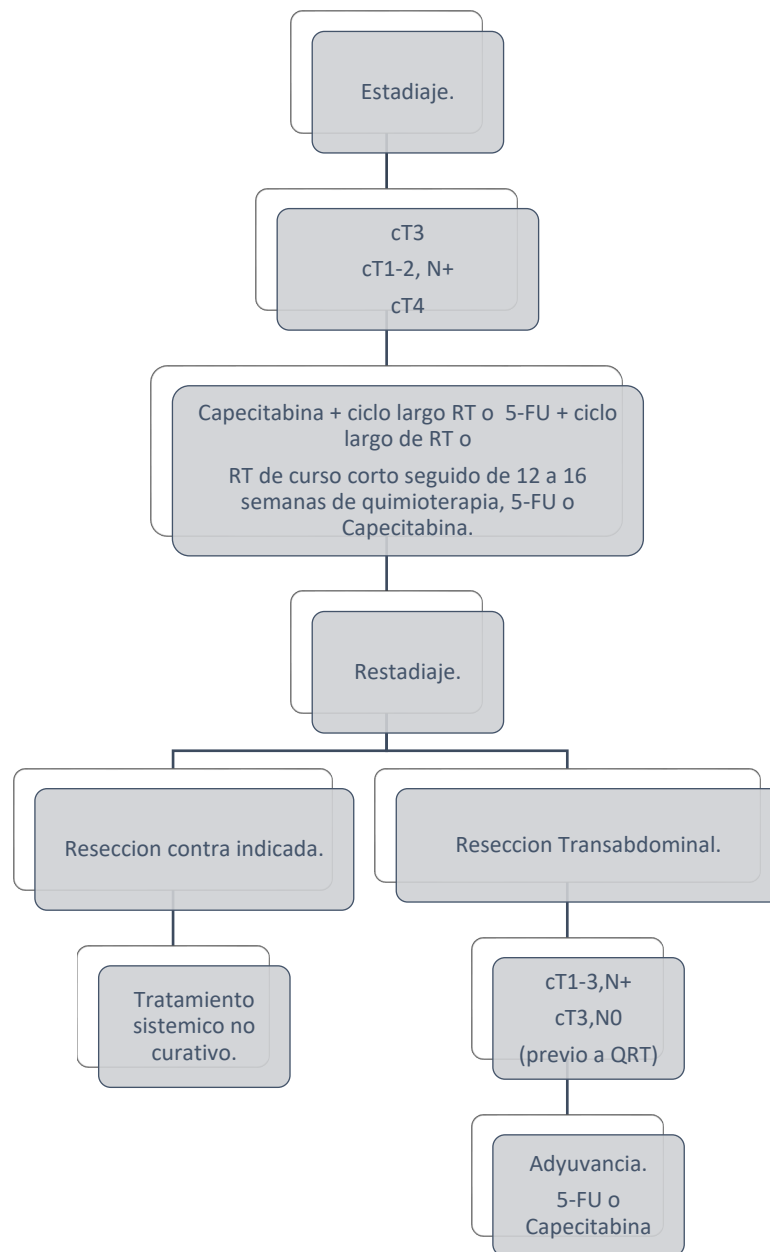 Estadiaje.
cT3
cT1-2, N+
cT4
Capecitabina + ciclo largo RT o  5-FU + ciclo
largo de RT o
RT de curso corto seguido de 12 a 16
semanas de quimioterapia, 5-FU o
Capecitabina.
Restadiaje.
Reseccion contra indicada.
Reseccion Transabdominal.
Tratamiento
sistemico no
curativo.
cT1-3,N+
cT3,N0
(previo a QRT)
Adyuvancia.
5-FU o
Capecitabina